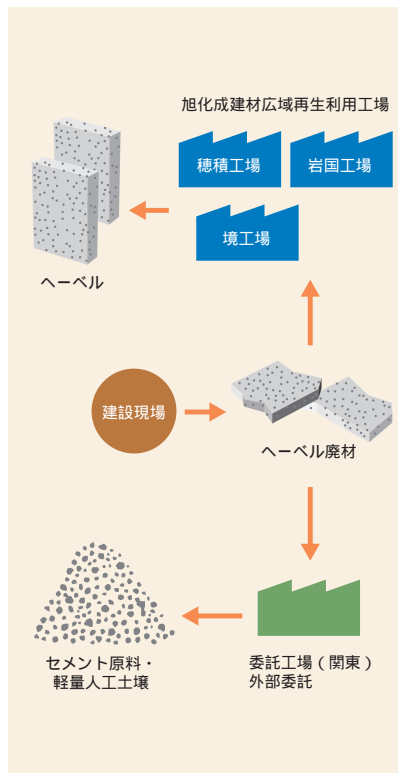 旭化成建材広域再生利用工場
穂積工場
岩国工場
境工場
ヘーベル
建設現場
ヘーベル廃材
セメント原料・
軽量人工土壌
委託工場（関東）
外部委託